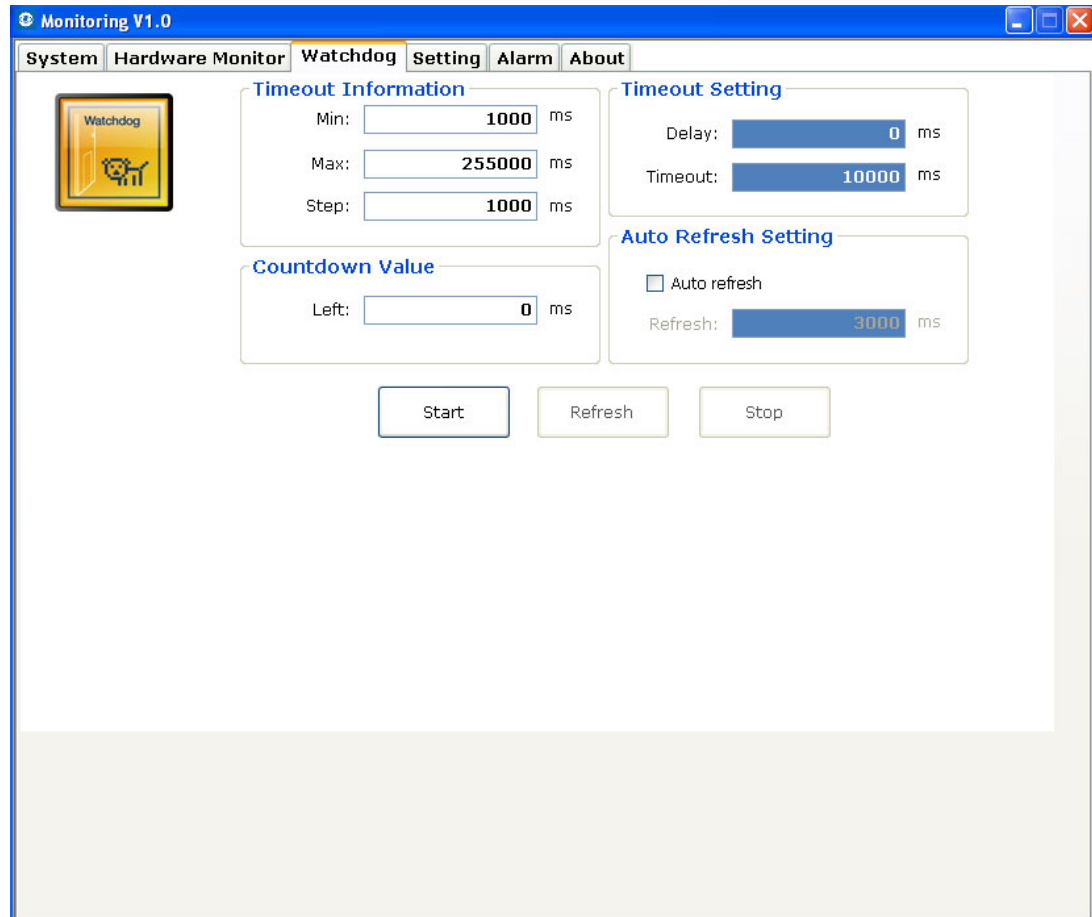 Monitoring V1.0
System Hardware Monitor Watchdog Setting Alarm About
Watchdog
Timeout Information
Min: 1000 ms
Max: 255000 ms
Step: 1000 ms
Countdown Value
Left: 0 ms
Timeout Setting
Delay: 0 ms
Timeout: 10000 ms
Auto Refresh Setting
Auto refresh
Refresh: 3000 ms
Start Refresh Stop